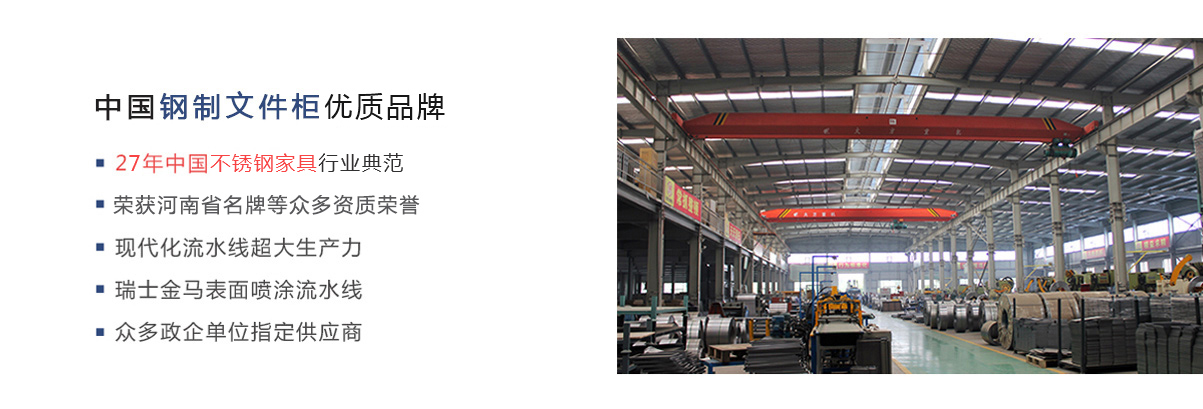 中国钢制文件柜优质品牌
27年中国不锈钢家具行业典范
荣获河南省名牌等众多资质荣誉
现代化流水线超大生产力
瑞士金马表面喷涂流水线
众多政企单位指定供应商